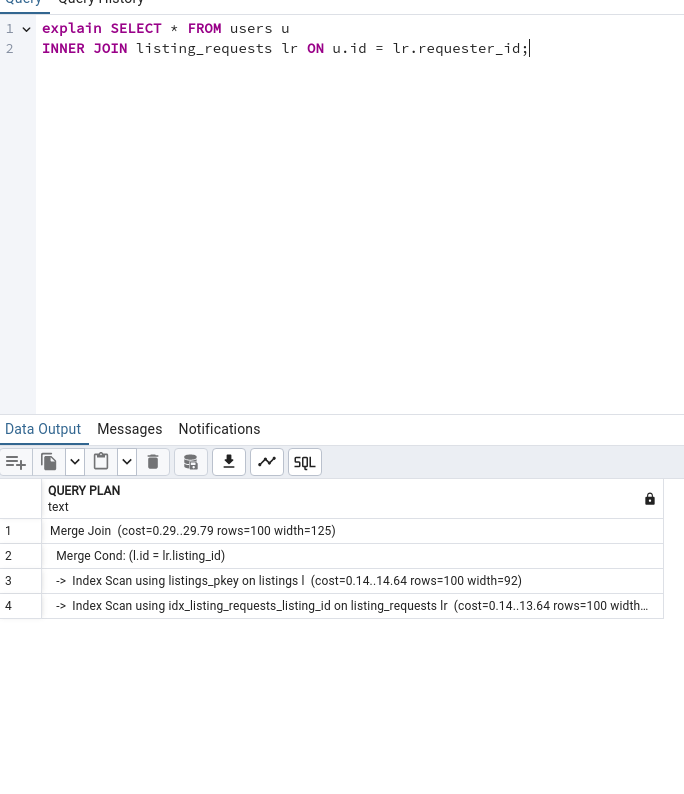 Query Query History
1 explain SELECT * FROM users u
2 INNER JOIN listing_requests lr ON u.id = lr.requester_id;
Data Output Messages Notifications
SQL
QUERY PLAN
text
1 Merge Join (cost=0.29..29.79 rows=100 width=125)
2 Merge Cond: (l.id = lr.listing_id)
3 -> Index Scan using listings_pkey on listings l (cost=0.14..14.64 rows=100 width=92)
4 -> Index Scan using idx_listing_requests_listing_id on listing_requests lr (cost=0.14..13.64 rows=100 width…